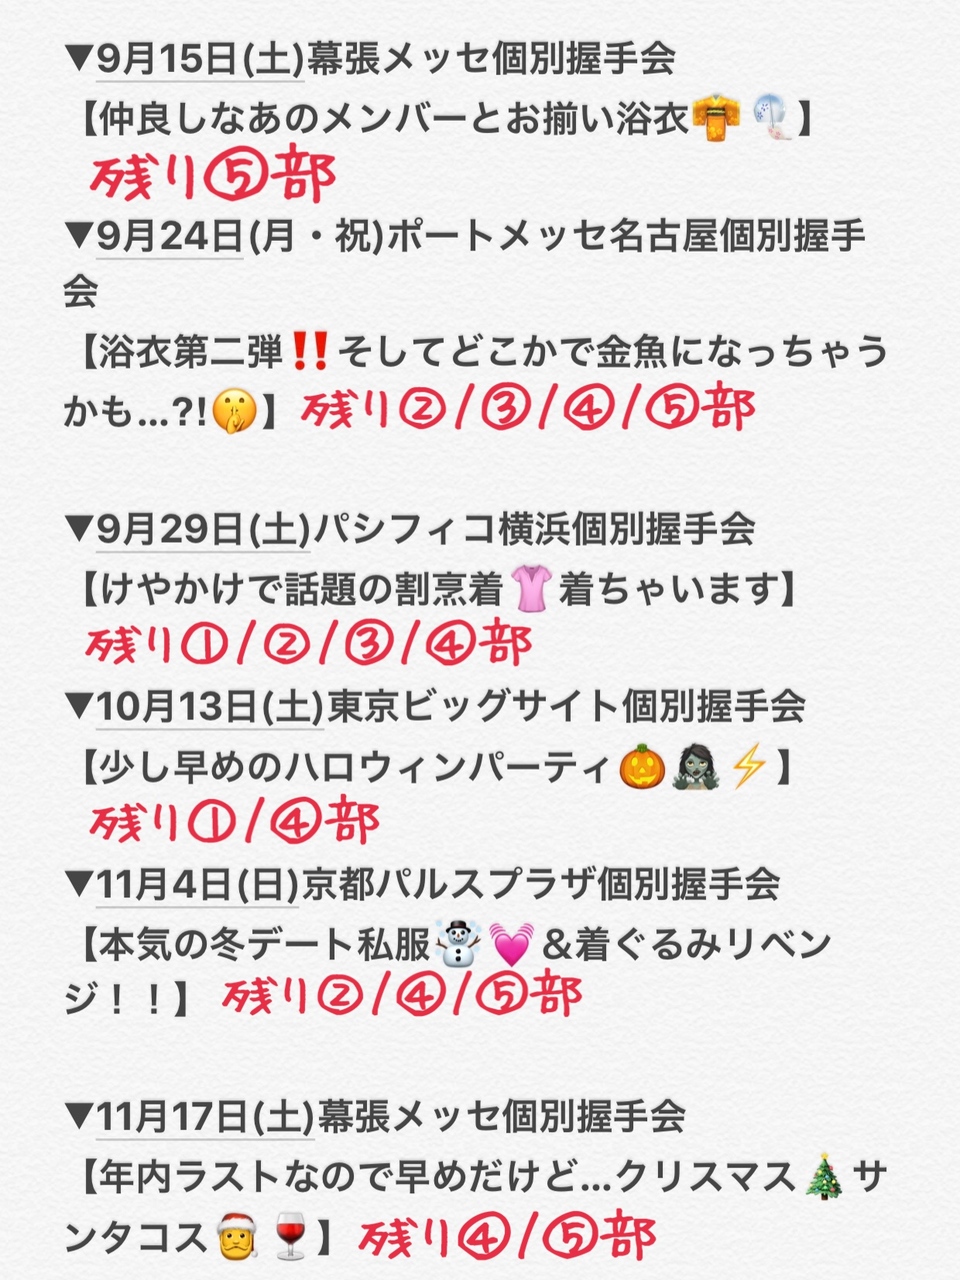 ▼9月15日(土)幕張メッセ個別握手会
【仲良しなあのメンバーとお揃い浴衣👘🎐】
残り⑤部
▼9月24日(月・祝)ポートメッセ名古屋個別握手
会
【浴衣第二弾‼️そしてどこかで金魚になっちゃう
かも...?!🤫】残り②/③/④/⑤部
▼9月29日(土)パシフィコ横浜個別握手会
【けやかけで話題の割烹着👚着ちゃいます】
残り①/②/③/④部
▼10月13日(土)東京ビッグサイト個別握手会
【少し早めのハロウィンパーティ🎃🧟‍♀️⚡️】
残り①/④部
▼11月4日(日)京都パルスプラザ個別握手会
【本気の冬デート私服☃️💓＆着ぐるみリベン
ジ！！】残り②/④/⑤部
▼11月17日(土)幕張メッセ個別握手会
【年内ラストなので早めだけど...クリスマス🎄サ
ンタコス🎅🍷】残り④/⑤部